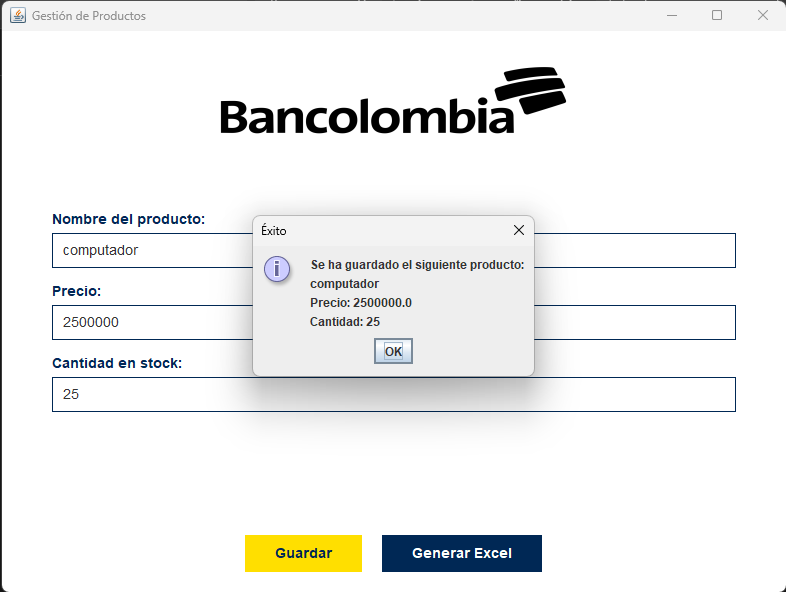 Gestión de Productos
Bancolombia
Nombre del producto:
computador
Precio:
2500000
Cantidad en stock:
25
Éxito
Se ha guardado el siguiente producto:
computador
Precio: 2500000.0
Cantidad: 25
OK
Guardar
Generar Excel